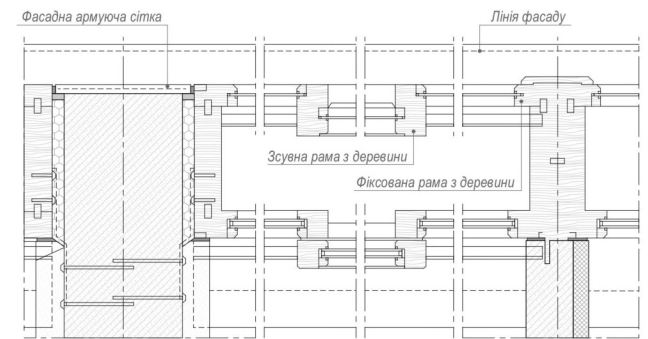 Фасадна армуюча сітка
Лінія фасаду
Зсувна рама з деревини
Фіксована рама з деревини